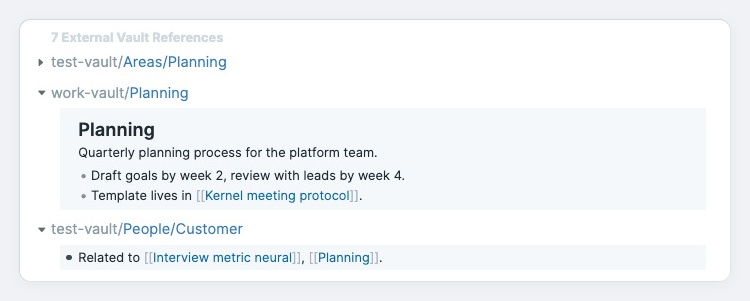 7 External Vault References
test-vault/Areas/Planning
work-vault/Planning
Planning
Quarterly planning process for the platform team.
Draft goals by week 2, review with leads by week 4.
Template lives in [[Kernel meeting protocol]].
test-vault/People/Customer
Related to [[Interview metric neural]], [[Planning]].